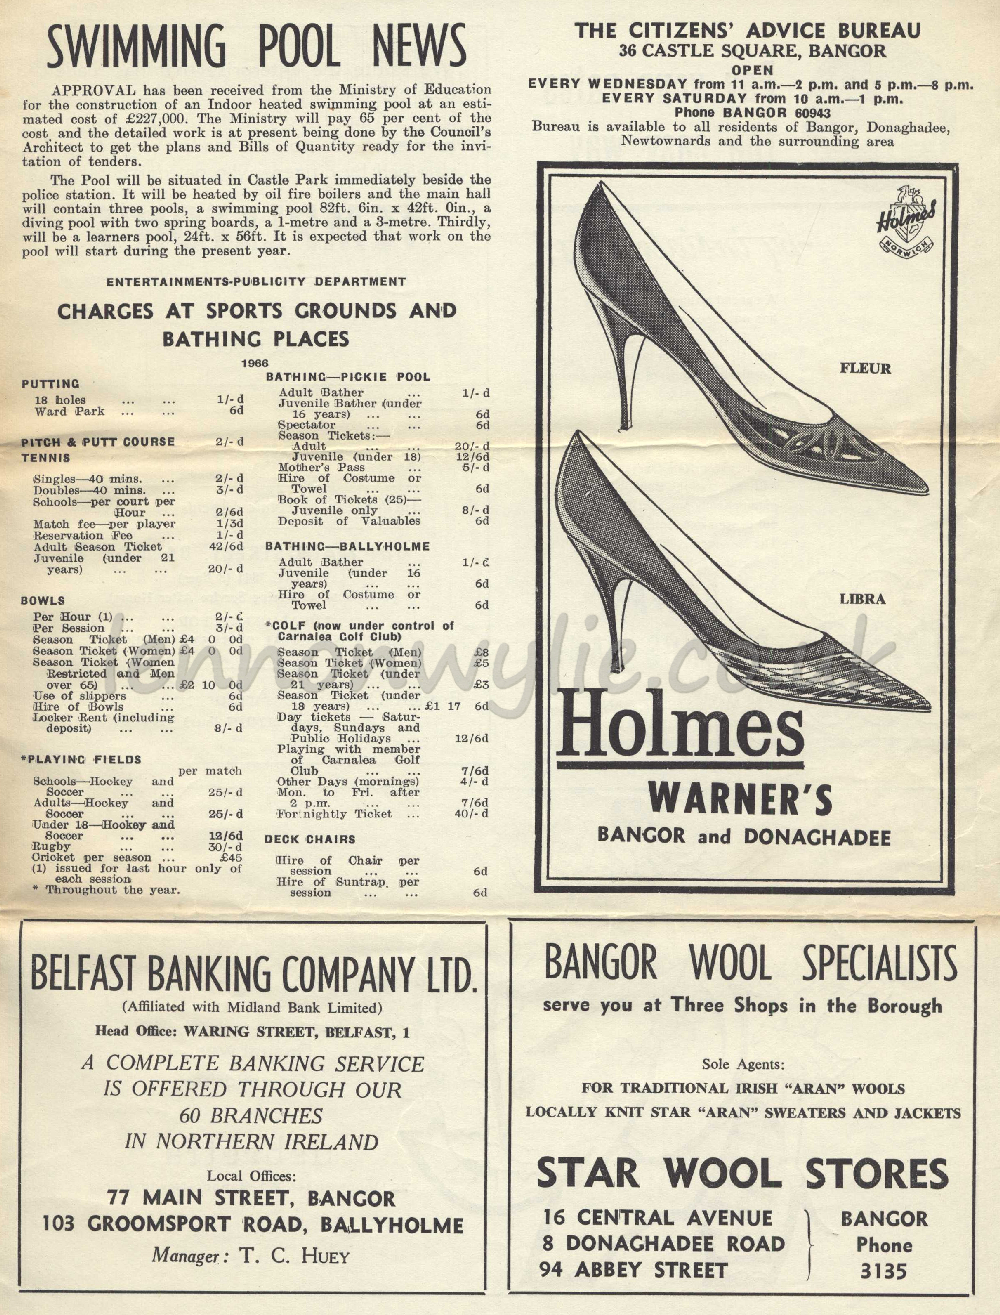 SWIMMING POOL NEWS
APPROVAL has been received from the Ministry of Education
for the construction of an Indoor heated swimming pool at an esti-
mated cost of £227,000. The Ministry will pay 65 per cent of the
cost and the detailed work is at present being done by the Council's
Architect to get the plans and Bills of Quantity ready for the invi-
tation of tenders.
The Pool will be situated in Castle Park immediately beside the
police station. It will be heated by oil fire boilers and the main hall
will contain three pools, a swimming pool 82ft. 6in. x 42ft. 0in., a
diving pool with two spring boards, a 1-metre and a 3-metre. Thirdly,
will be a learners pool, 24ft. x 56ft. It is expected that work on the
pool will start during the present year.
ENTERTAINMENTS-PUBLICITY DEPARTMENT
CHARGES AT SPORTS GROUNDS AND
BATHING PLACES
1966
PUTTING
18 holes ... ... 1/- d
Ward Park ... ... 6d
PITCH & PUTT COURSE 2/- d
TENNIS
Singles—40 mins. ... 2/- d
Doubles—40 mins. ... 3/- d
Schools—per court per
Hour ... 2/6d
Match fee—per player 1/3d
Reservation Fee ... 1/- d
Adult Season Ticket 42/6d
Juvenile (under 21
years) ... ... 20/- d
BOWLS
Per Hour (1) ... ... 2/- d
Per Session ... ... 3/- d
Season Ticket (Men) £4 0 0d
Season Ticket (Women) £4 0 0d
Season Ticket (Women
Restricted and Men
over 65) ... ... £2 10 0d
Use of slippers ... 6d
Hire of Bowls ... 6d
Locker Rent (including
deposit) ... ... 8/- d
*PLAYING FIELDS
per match
Schools—Hockey and
Soccer ... ... 25/- d
Adults—Hockey and
Soccer ... ... 25/- d
Under 18—Hockey and
Soccer ... ... 12/6d
Rugby ... ... 30/- d
Cricket per season ... £45
(1) issued for last hour only of
each session
* Throughout the year.
BATHING—PICKIE POOL
Adult Bather ... 1/- d
Juvenile Bather (under
16 years) ... ... 6d
Spectator ... ... 6d
Season Tickets:—
Adult ... ... 20/- d
Juvenile (under 18) 12/6d
Mother's Pass ... 5/- d
Hire of Costume or
Towel ... ... 6d
Book of Tickets (25)—
Juvenile only ... 8/- d
Deposit of Valuables 6d
BATHING—BALLYHOLME
Adult Bather ... 1/- d
Juvenile (under 16
years) ... ... 6d
Hire of Costume or
Towel ... ... 6d
*GOLF (now under control of
Carnalea Golf Club)
Season Ticket (Men) £8
Season Ticket (Women) £5
Season Ticket (under
21 years) ... ... £3
Season Ticket (under
18 years) ... ... £1 17 6d
Day tickets — Satur-
days, Sundays and
Public Holidays ... 12/6d
Playing with member
of Carnalea Golf
Club ... ... 7/6d
Other Days (mornings) 4/- d
Mon. to Fri. after
2 p.m. ... ... 7/6d
Fortnightly Ticket ... 40/- d
DECK CHAIRS
Hire of Chair per
session ... ... 6d
Hire of Suntrap per
session ... ... 6d
THE CITIZENS' ADVICE BUREAU
36 CASTLE SQUARE, BANGOR
OPEN
EVERY WEDNESDAY from 11 a.m.—2 p.m. and 5 p.m.—8 p.m.
EVERY SATURDAY from 10 a.m.—1 p.m.
Phone BANGOR 60943
Bureau is available to all residents of Bangor, Donaghadee,
Newtownards and the surrounding area
Holmes
NORWICH
FLEUR
LIBRA
Holmes
WARNER'S
BANGOR and DONAGHADEE
BELFAST BANKING COMPANY LTD.
(Affiliated with Midland Bank Limited)
Head Office: WARING STREET, BELFAST, 1
A COMPLETE BANKING SERVICE
IS OFFERED THROUGH OUR
60 BRANCHES
IN NORTHERN IRELAND
Local Offices:
77 MAIN STREET, BANGOR
103 GROOMSPORT ROAD, BALLYHOLME
Manager: T. C. HUEY
BANGOR WOOL SPECIALISTS
serve you at Three Shops in the Borough
Sole Agents:
FOR TRADITIONAL IRISH "ARAN" WOOLS
LOCALLY KNIT STAR "ARAN" SWEATERS AND JACKETS
STAR WOOL STORES
16 CENTRAL AVENUE
8 DONAGHADEE ROAD
94 ABBEY STREET
BANGOR
Phone
3135
lennonwylie.co.uk